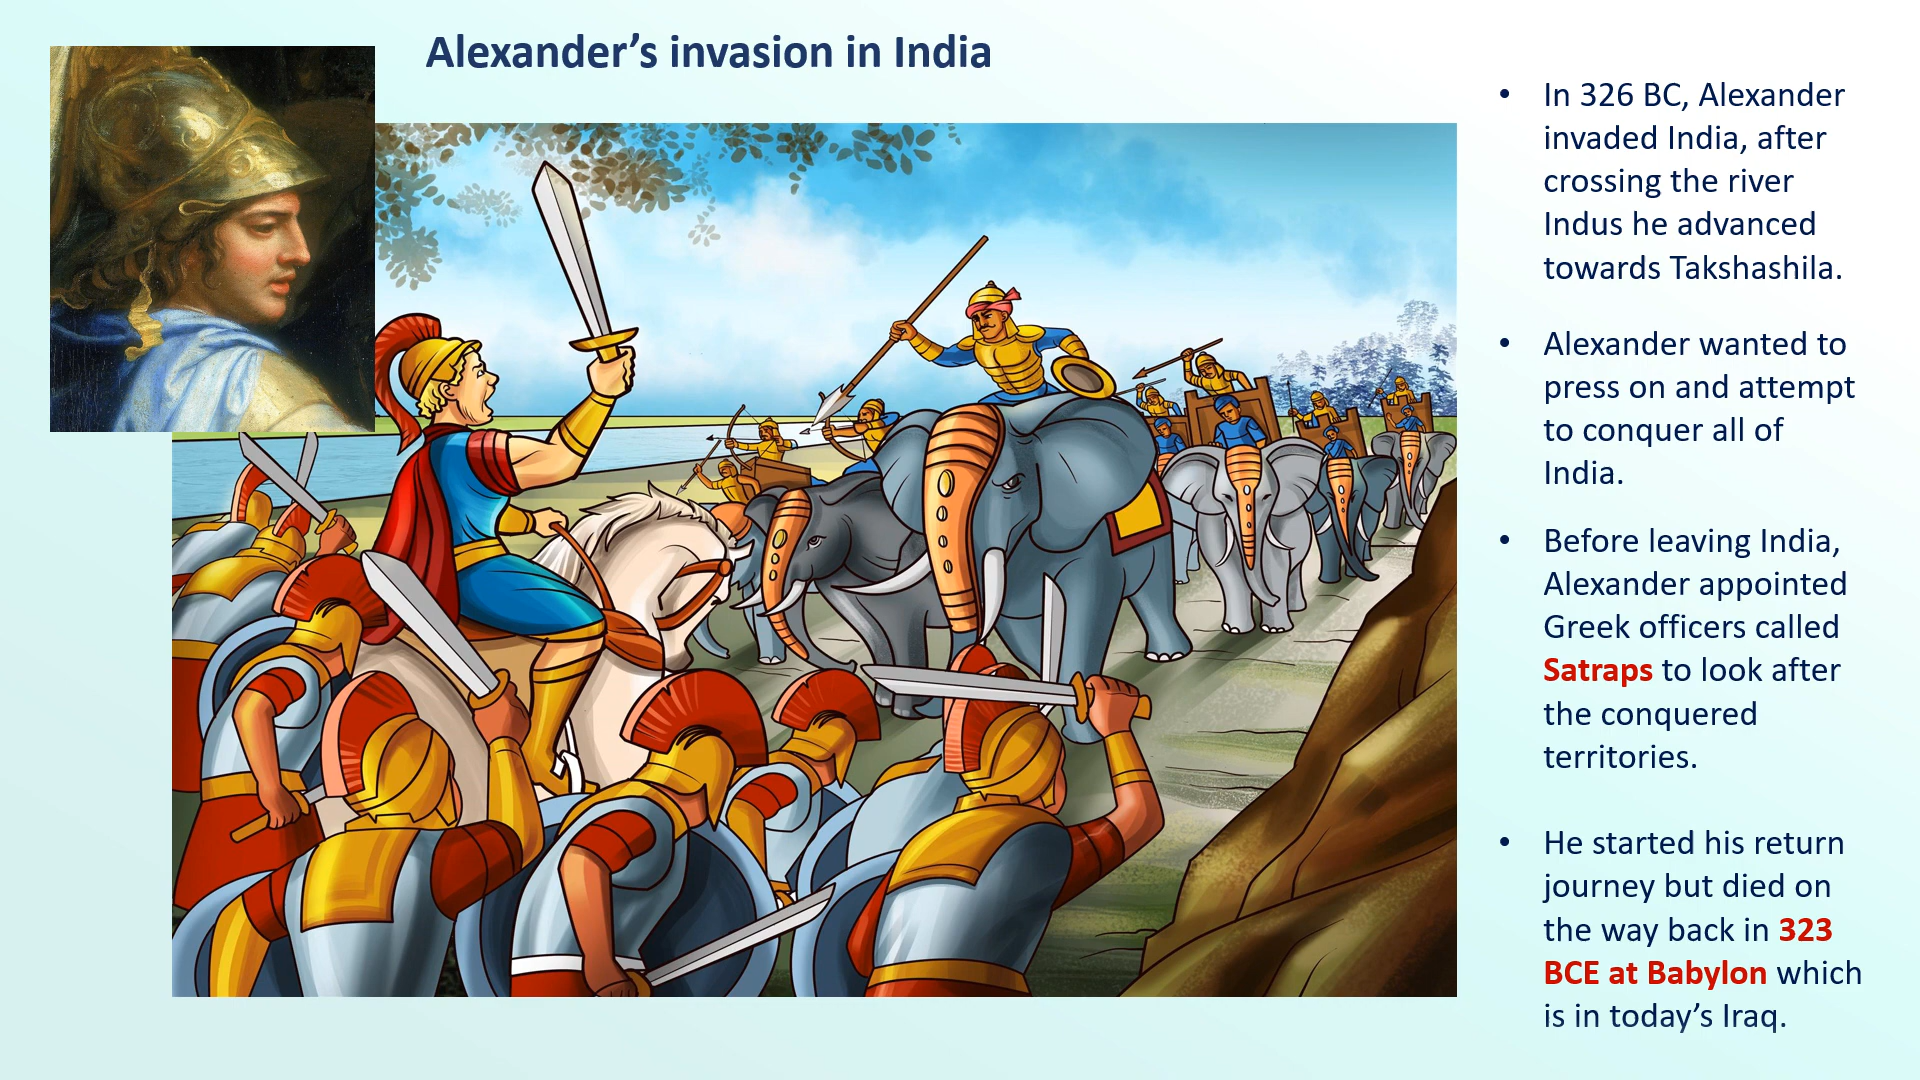 Alexander’s invasion in India
• In 326 BC, Alexander
invaded India, after
crossing the river
Indus he advanced
towards Takshashila.
• Alexander wanted to
press on and attempt
to conquer all of
India.
• Before leaving India,
Alexander appointed
Greek officers called
Satraps to look after
the conquered
territories.
• He started his return
journey but died on
the way back in 323
BCE at Babylon which
is in today’s Iraq.